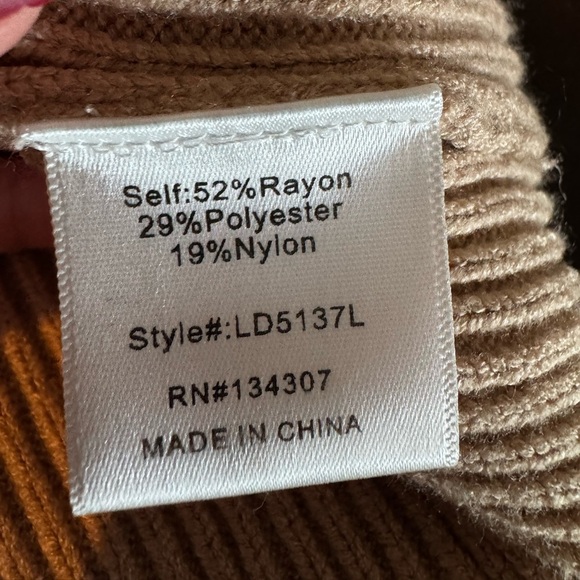 Self:52%Rayon
29%Polyester
19%Nylon
Style#:LD5137L
RN#134307
MADE IN CHINA